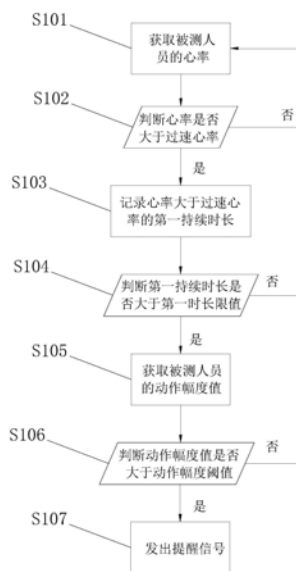 S101
获取被测人
员的心率
S102
判断心率是否
大于过速心率
否
是
S103
记录心率大于过速心
率的第一持续时长
S104
判断第一持续时长是
否大于第一时长限值
否
是
S105
获取被测人员
的动作幅度值
S106
判断动作幅度值是否
大于动作幅度阈值
否
是
S107
发出提醒信号